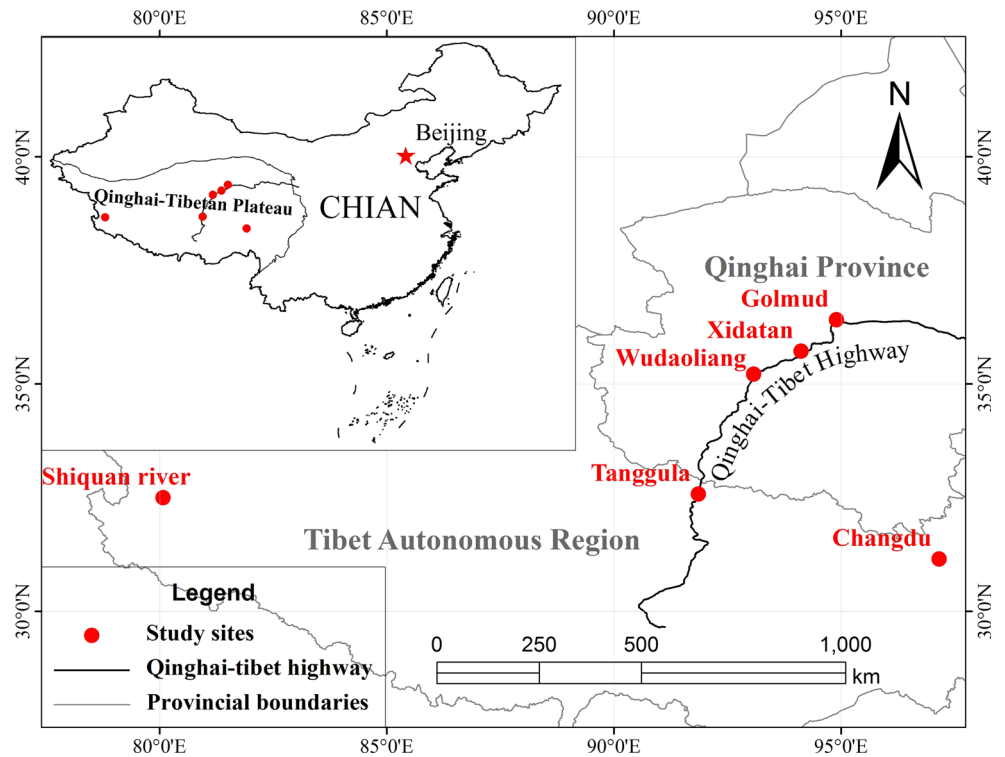 80°0'E 85°0'E 90°0'E 95°0'E
N
Beijing
40°0'N
40°0'N
Qinghai-Tibetan Plateau
CHIAN
Qinghai Province
Golmud
Xidatan
Wudaoliang
Qinghai-Tibet Highway
35°0'N
35°0'N
Tanggula
Shiquan river
Changdu
Tibet Autonomous Region
Legend
Study sites
Qinghai-tibet highway
Provincial boundaries
30°0'N
30°0'N
0 250 500 1,000
km
80°0'E 85°0'E 90°0'E 95°0'E